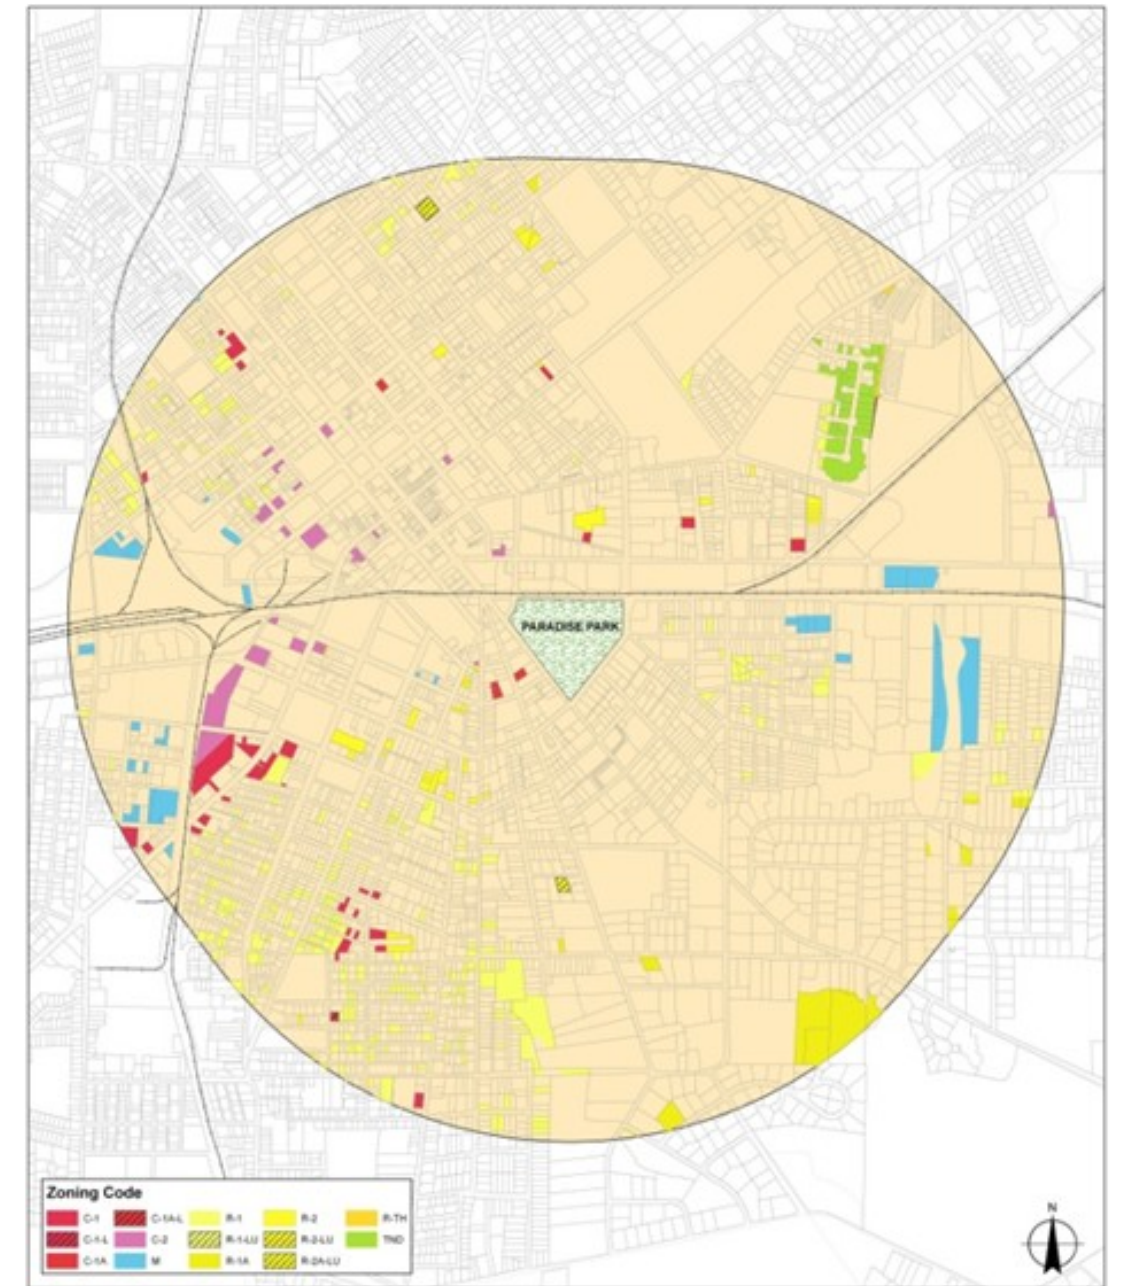 PARADISE PARK
Zoning Code
C-1 C-1A-L R-1 R-2 R-TH
C-1-L C-2 R-1-LU R-2-LU TND
C-1A M R-1A R-2A-LU
N